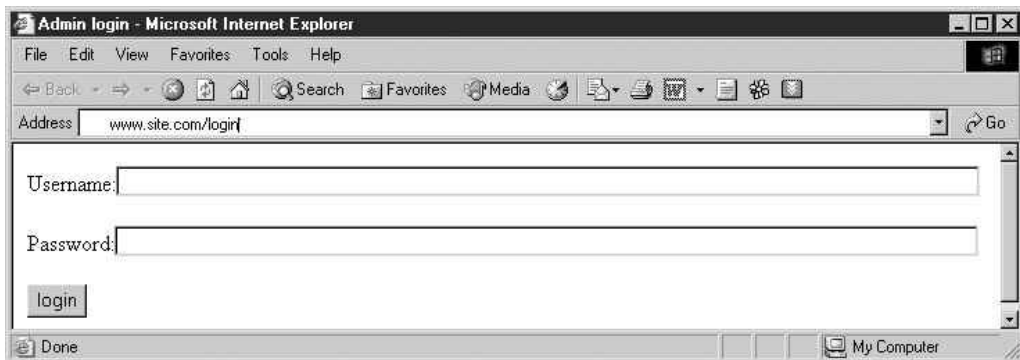 Admin login - Microsoft Internet Explorer
File Edit View Favorites Tools Help
Back Search Favorites Media W
Address www.site.com/login Go
Username:
Password:
login
Done My Computer